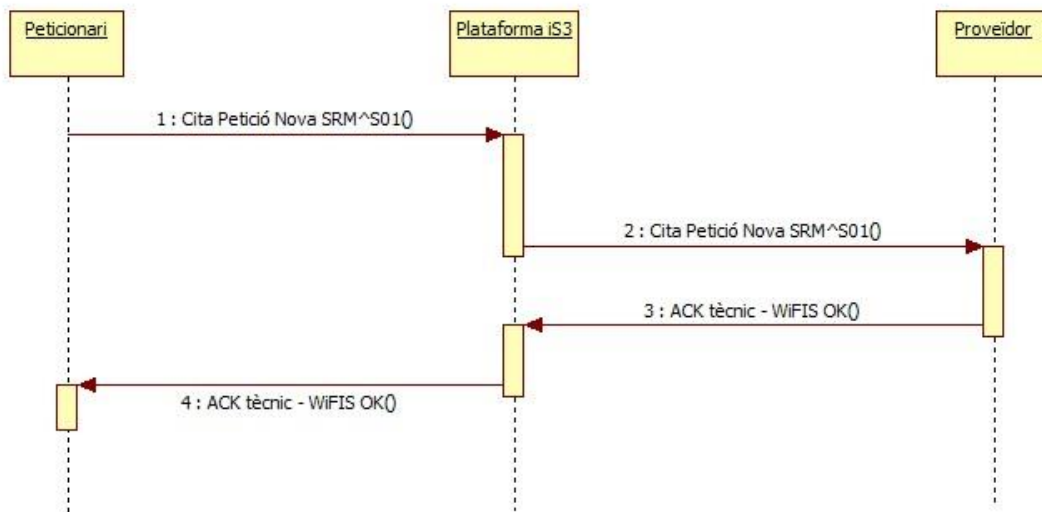 Peticionari
Plataforma iS3
Proveïdor
1 : Cita Petició Nova SRM^S01()
2 : Cita Petició Nova SRM^S01()
3 : ACK tècnic - WiFIS OK()
4 : ACK tècnic - WiFIS OK()